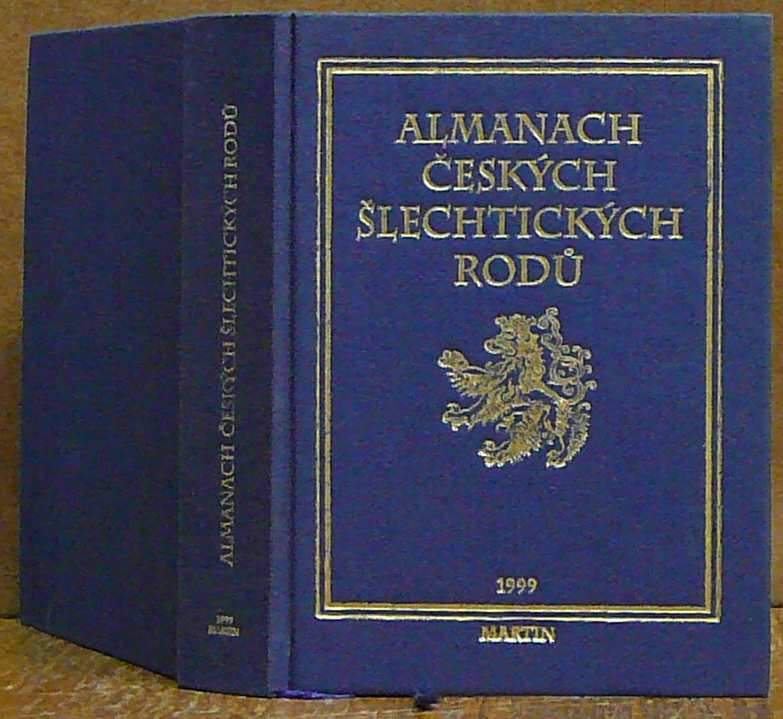 ALMANACH ČESKÝCH ŠLECHTICKÝCH RODŮ
1999
MARTIN
ALMANACH
ČESKÝCH
ŠLECHTICKÝCH
RODŮ
1999
MARTIN